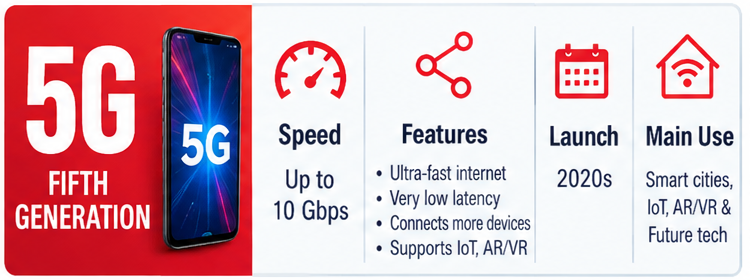 5G
FIFTH
GENERATION
5G
Speed
Up to
10 Gbps
Features
• Ultra-fast internet
• Very low latency
• Connects more devices
• Supports IoT, AR/VR
Launch
2020s
Main Use
Smart cities,
IoT, AR/VR &
Future tech